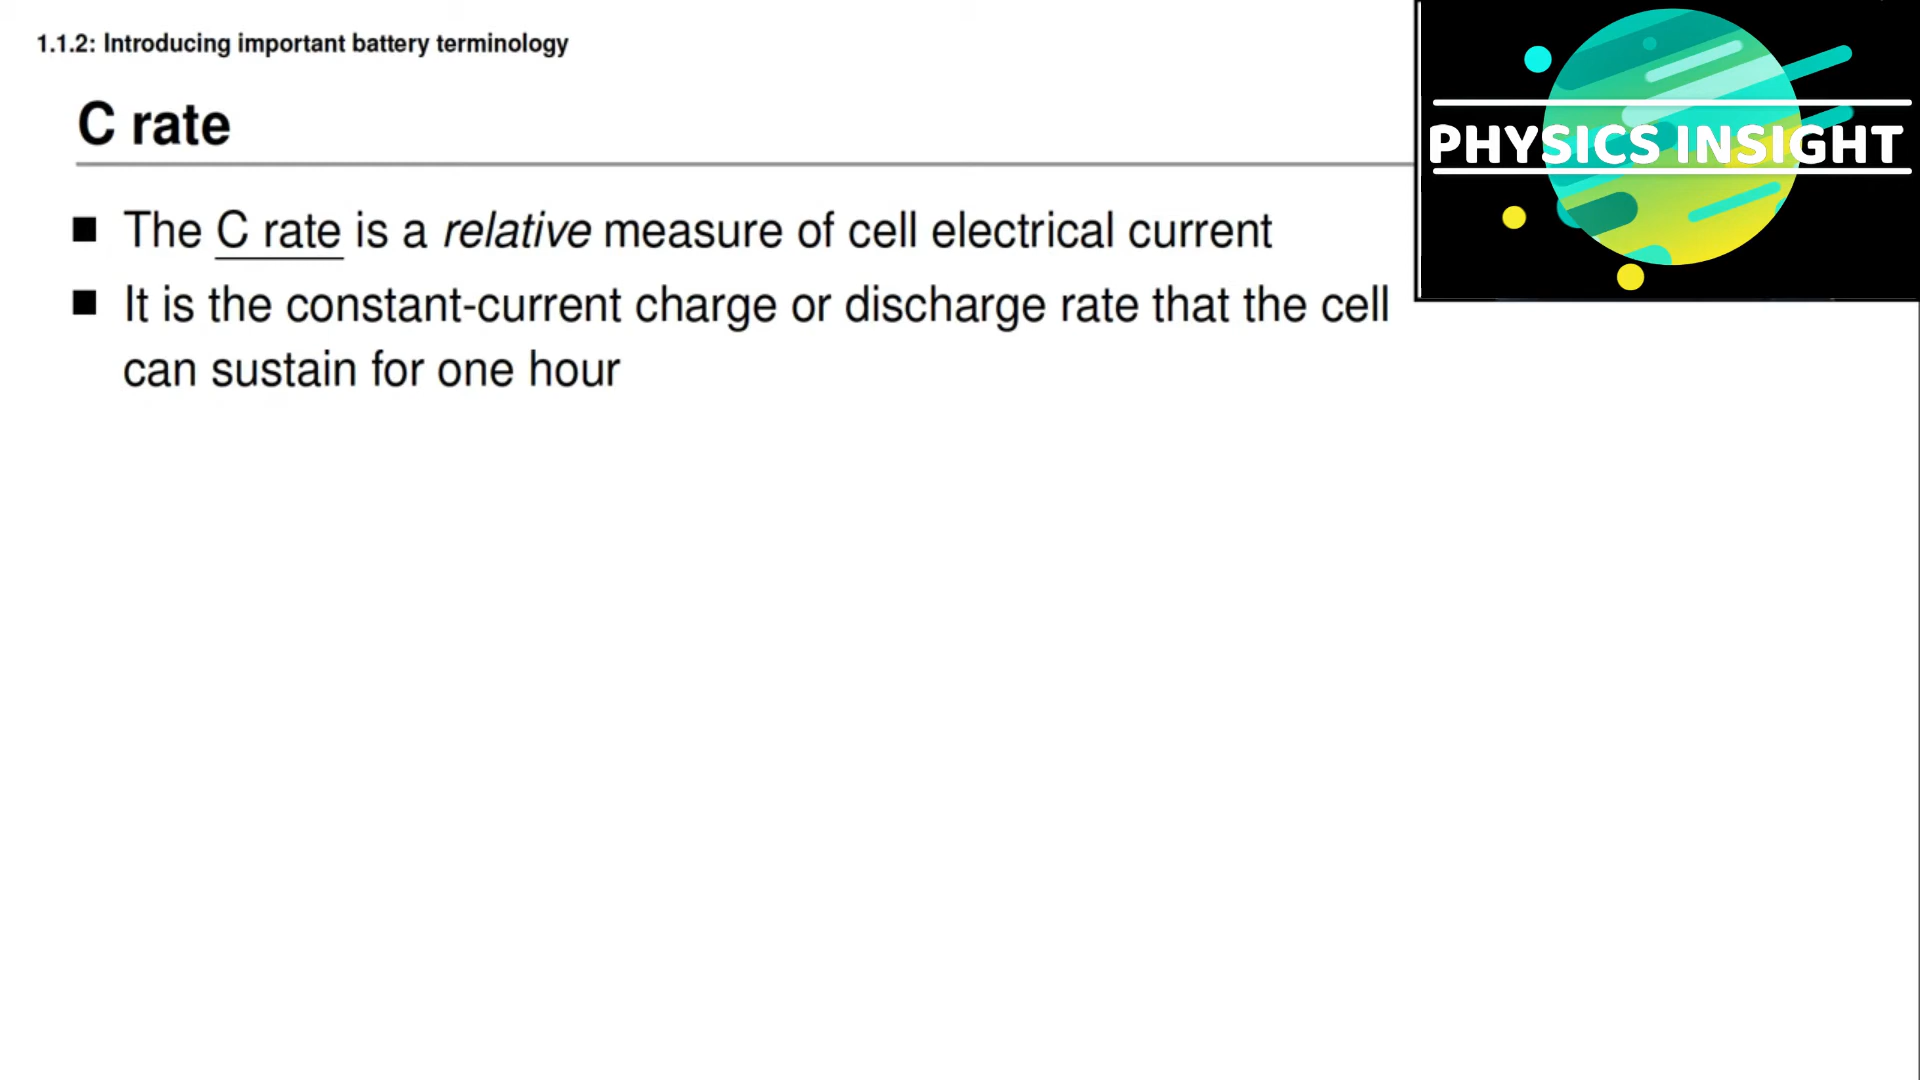 1.1.2: Introducing important battery terminology
C rate
PHYSICS INSIGHT
■ The C rate is a relative measure of cell electrical current
■ It is the constant-current charge or discharge rate that the cell
can sustain for one hour